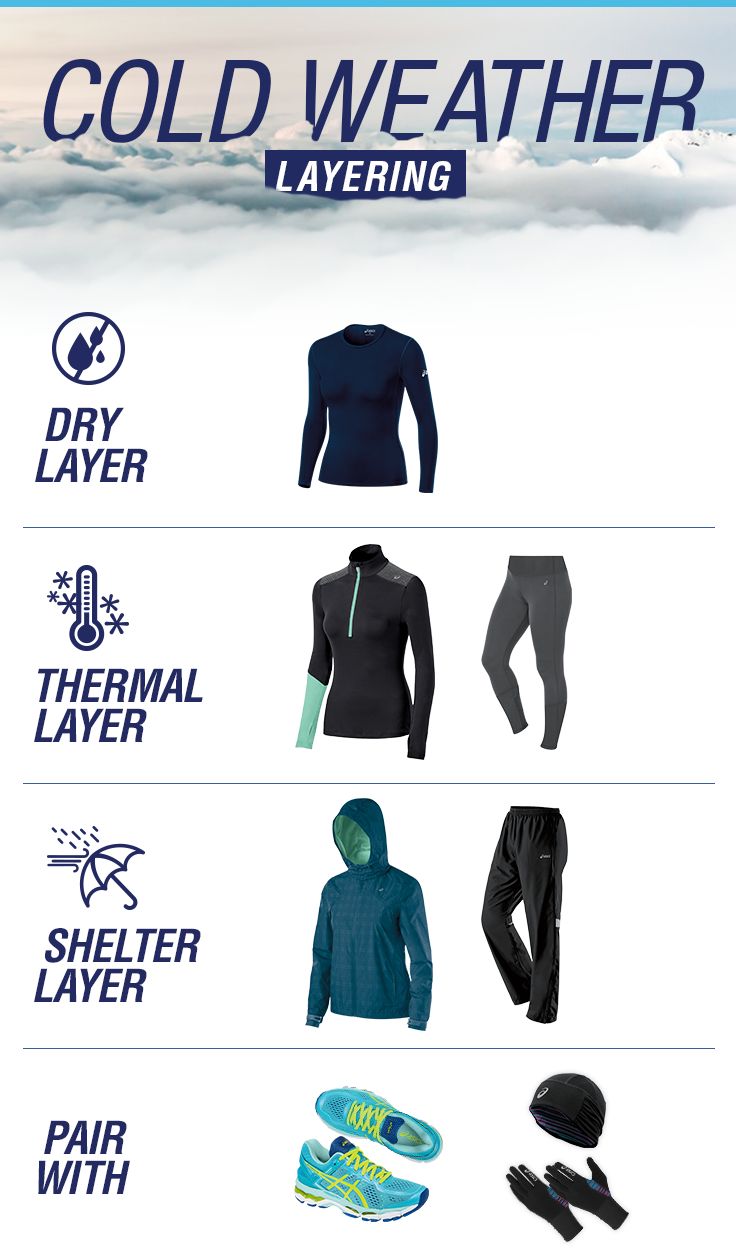 COLD WEATHER
LAYERING
DRY
LAYER
THERMAL
LAYER
SHELTER
LAYER
PAIR
WITH